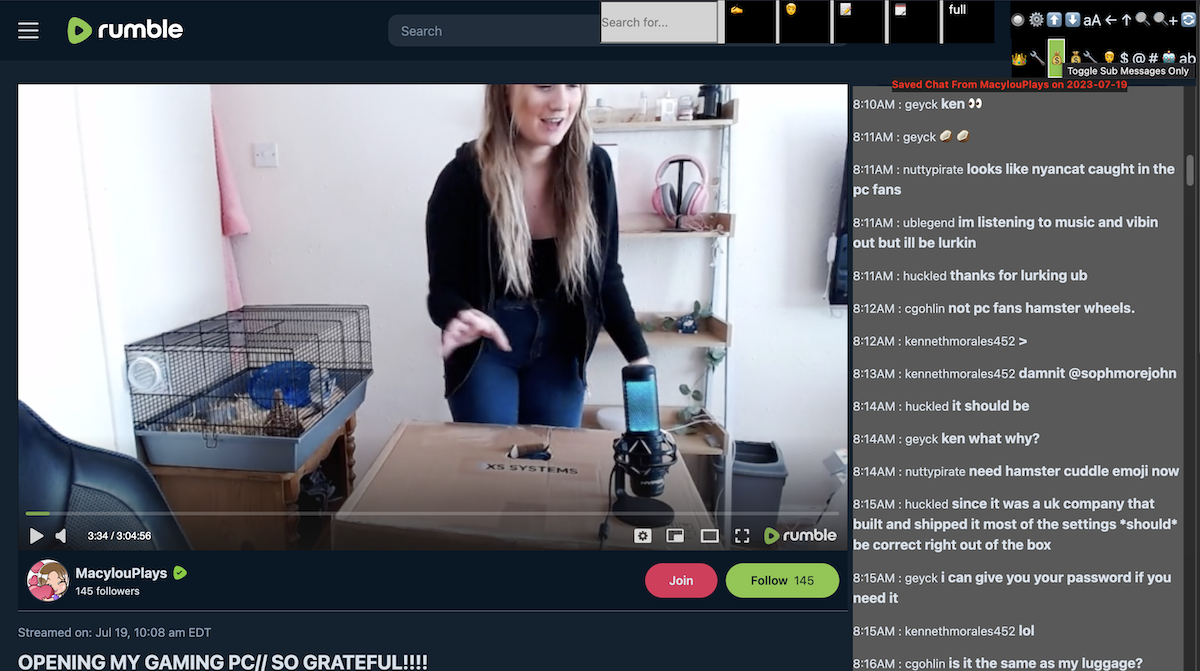 rumble
Search
Search for...
full
aA
$ @ # ab
Toggle Sub Messages Only
Saved Chat From MacylouPlays on 2023-07-19
8:10AM : geyck ken 👀
8:11AM : geyck 🥥 🥥
8:11AM : nuttypirate looks like nyancat caught in the
pc fans
8:11AM : ublegend im listening to music and vibin
out but ill be lurkin
8:11AM : huckled thanks for lurking ub
8:12AM : cgohlin not pc fans hamster wheels.
8:12AM : kennethmorales452 >
8:13AM : kennethmorales452 damnit @sophmorejohn
8:14AM : huckled it should be
8:14AM : geyck ken what why?
8:14AM : nuttypirate need hamster cuddle emoji now
8:15AM : huckled since it was a uk company that
built and shipped it most of the settings *should*
be correct right out of the box
8:15AM : geyck i can give you your password if you
need it
8:15AM : kennethmorales452 lol
8:16AM : cgohlin is it the same as my luggage?
XS SYSTEMS
3:34 / 3:04:56
rumble
MacylouPlays
145 followers
Join
Follow 145
Streamed on: Jul 19, 10:08 am EDT
OPENING MY GAMING PC// SO GRATEFUL!!!!